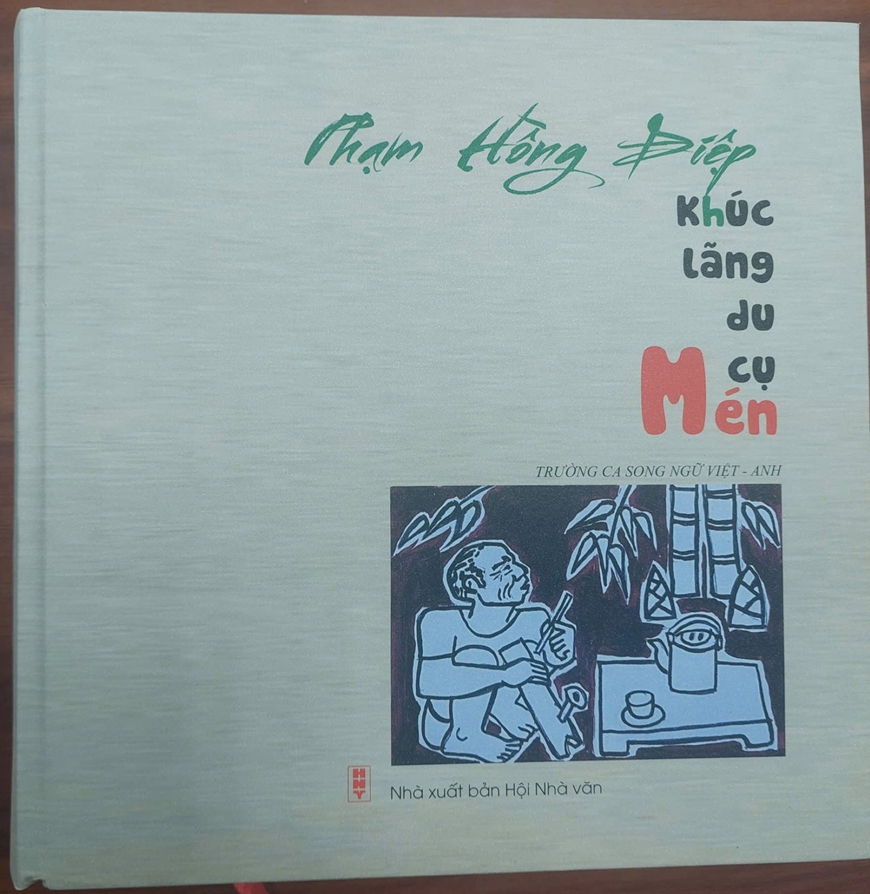 Phạm Hồng Điệp
Khúc
lãng
du
cụ
Mén
TRƯỜNG CA SONG NGỮ VIỆT - ANH
HNV
Nhà xuất bản Hội Nhà văn